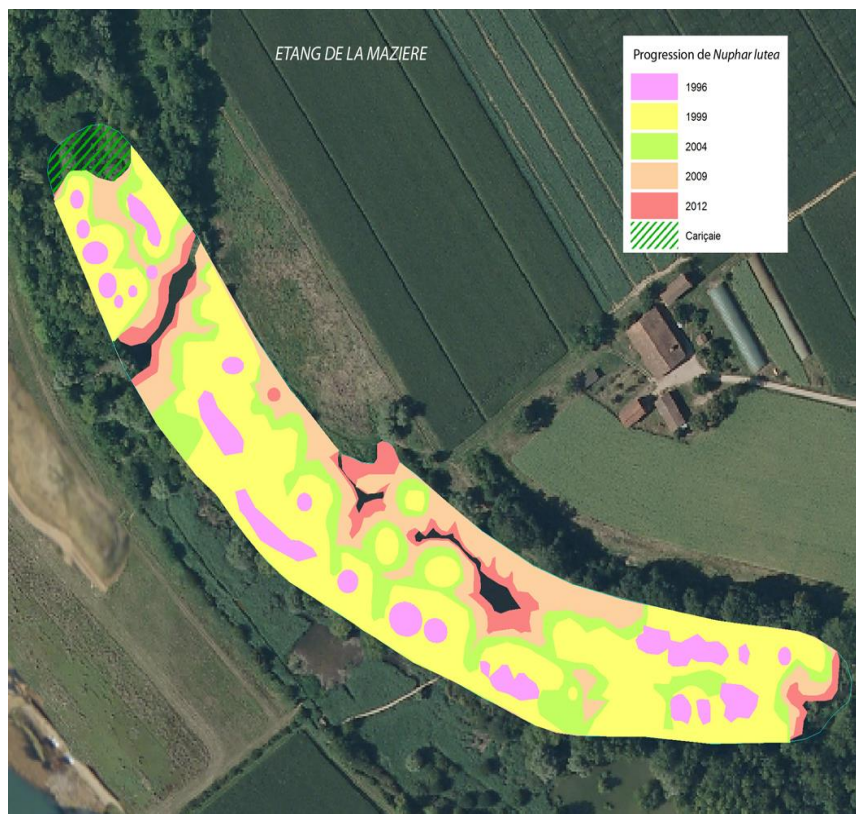 ETANG DE LA MAZIERE
Progression de Nuphar lutea
1996
1999
2004
2009
2012
Cariçaie